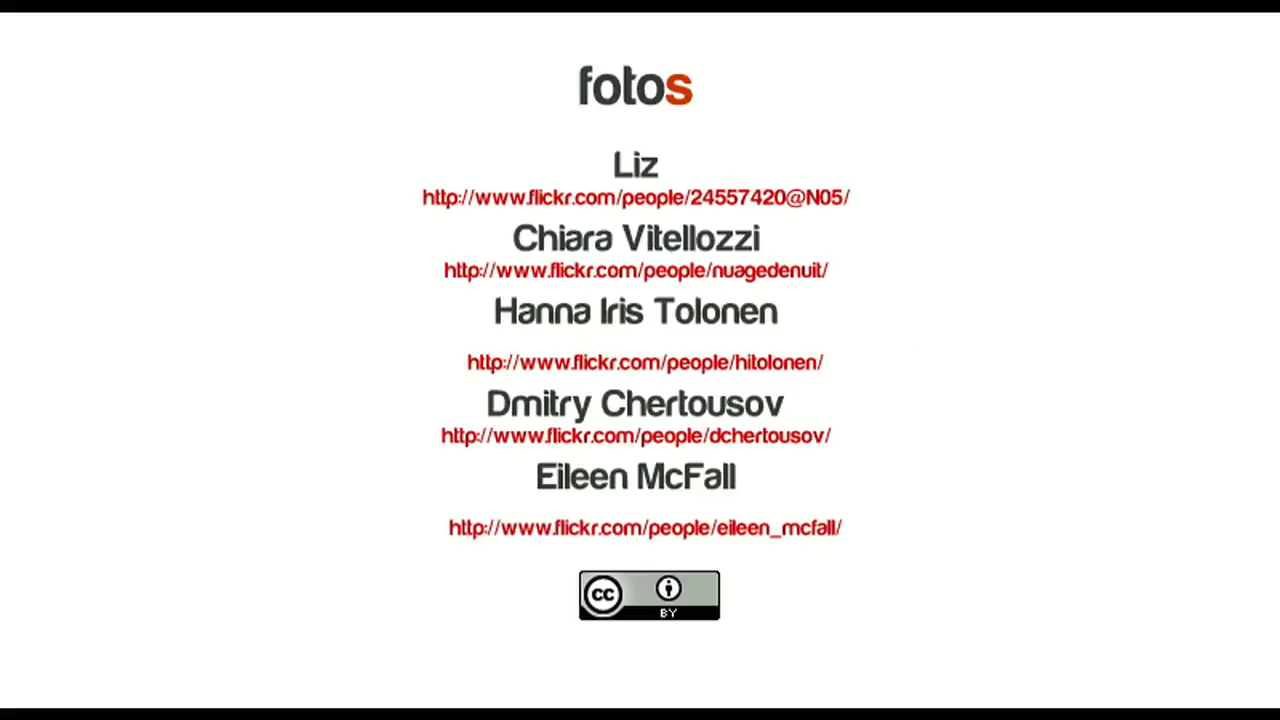 fotos
Liz
http://www.flickr.com/people/24557420@N05/
Chiara Vitellozzi
http://www.flickr.com/people/nuagedenuit/
Hanna Iris Tolonen
http://www.flickr.com/people/hitolonen/
Dmitry Chertousov
http://www.flickr.com/people/dchertousov/
Eileen McFall
http://www.flickr.com/people/eileen_mcfall/
cc
BY